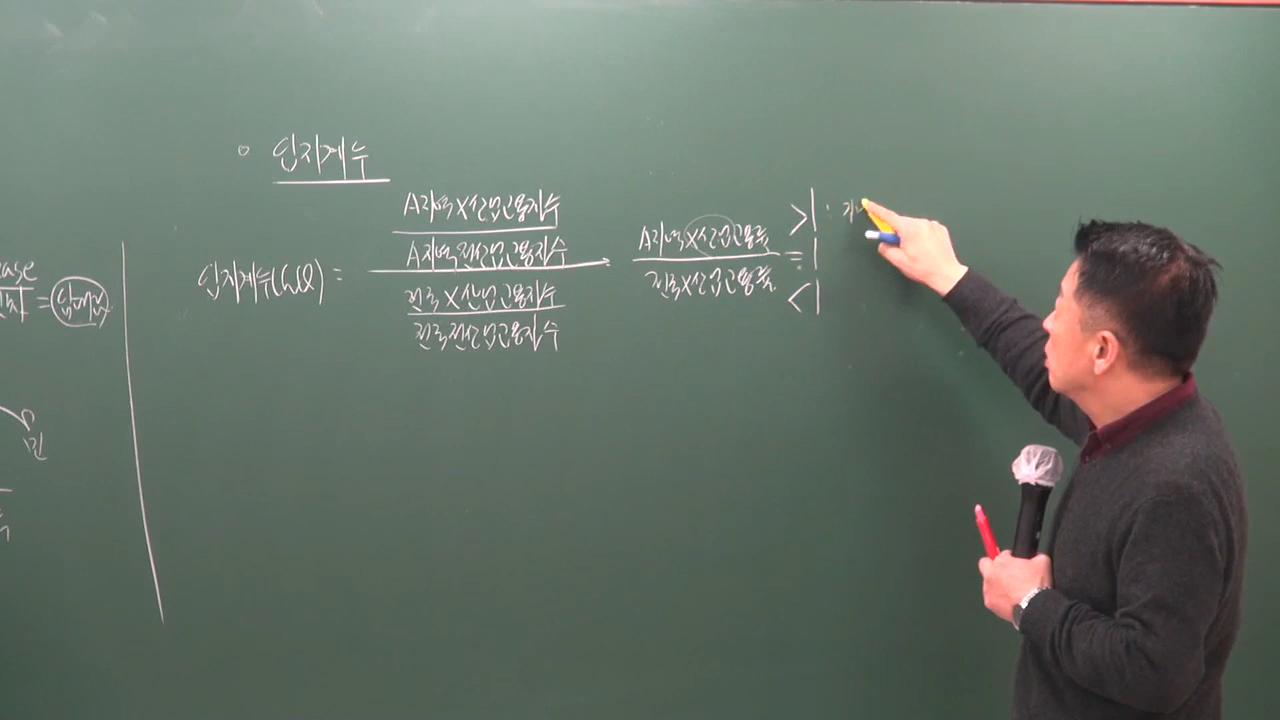 ase
= 입
민
○ 입지계수
입지계수(LQ) =
A지역 X산업고용자수
A지역 전산업고용자수
전국 X산업고용자수
전국 전산업고용자수
A지역 X산업고용률
전국 X산업고용률
>1 :
= 1
< 1